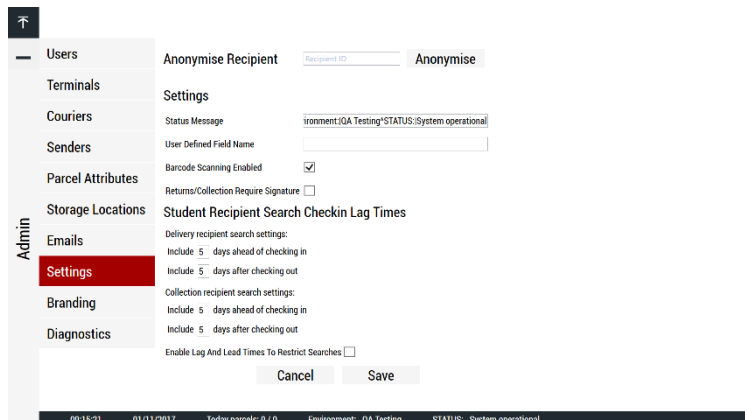 Admin
Users
Terminals
Couriers
Senders
Parcel Attributes
Storage Locations
Emails
Settings
Branding
Diagnostics
Anonymise Recipient Recipient ID Anonymise
Settings
Status Message ironment:|QA Testing^STATUS:|System operational
User Defined Field Name
Barcode Scanning Enabled
Returns/Collection Require Signature
Student Recipient Search Checkin Lag Times
Delivery recipient search settings:
Include 5 days ahead of checking in
Include 5 days after checking out
Collection recipient search settings:
Include 5 days ahead of checking in
Include 5 days after checking out
Enable Lag And Lead Times To Restrict Searches
Cancel Save
00:15:21 01/11/2017 Today parcels: 0 / 0 Environment: QA Testing STATUS: System operational